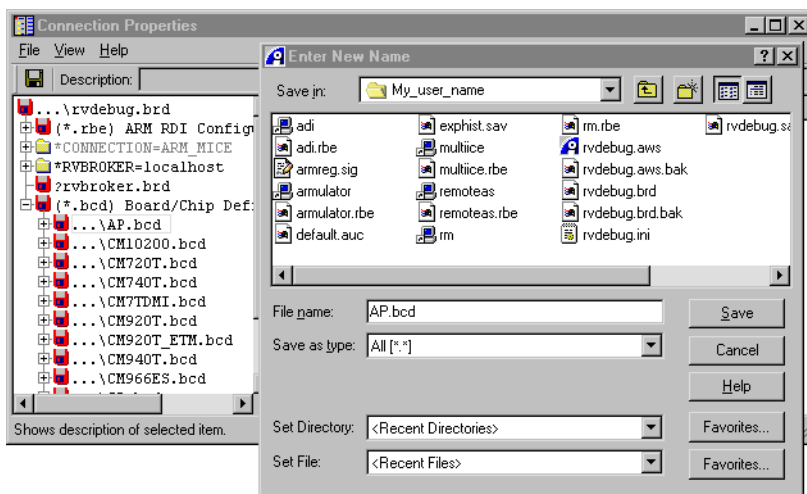 Connection Properties
File View Help
Description:
...\rvdebug.brd
(*.rbe) ARM RDI Config
*CONNECTION=ARM_MICE
*RVBROKER=localhost
?rvbroker.brd
(*.bcd) Board/Chip Def
...\AP.bcd
...\CM10200.bcd
...\CM720T.bcd
...\CM740T.bcd
...\CM7TDMI.bcd
...\CM920T.bcd
...\CM920T_ETM.bcd
...\CM940T.bcd
...\CM966ES.bcd
Shows description of selected item.
Enter New Name
Save in: My_user_name
adi exphist.sav rm.rbe rvdebug.sa
adi.rbe multiice rvdebug.aws
armreg.sig multiice.rbe rvdebug.aws.bak
armulator remoteas rvdebug.brd
armulator.rbe remoteas.rbe rvdebug.brd.bak
default.auc rm rvdebug.ini
File name: AP.bcd Save
Save as type: All [*.*] Cancel
Help
Set Directory: <Recent Directories> Favorites...
Set File: <Recent Files> Favorites...